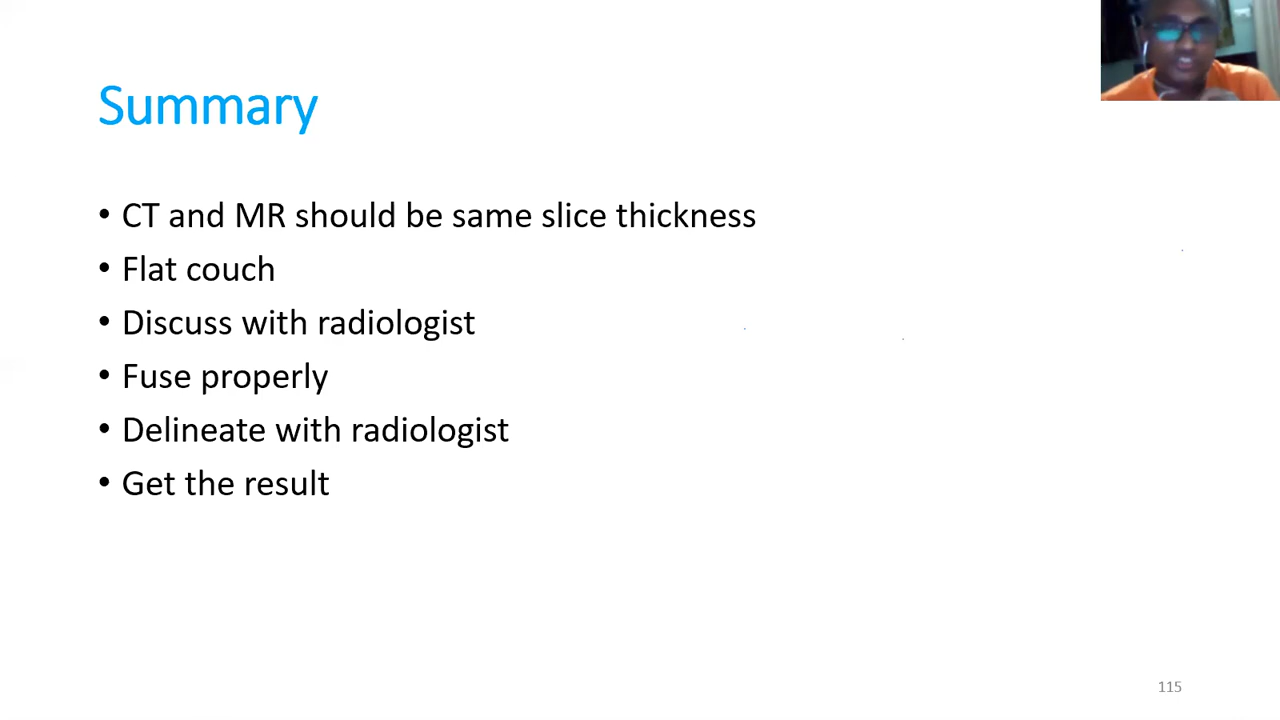 Summary
• CT and MR should be same slice thickness
• Flat couch
• Discuss with radiologist
• Fuse properly
• Delineate with radiologist
• Get the result
115